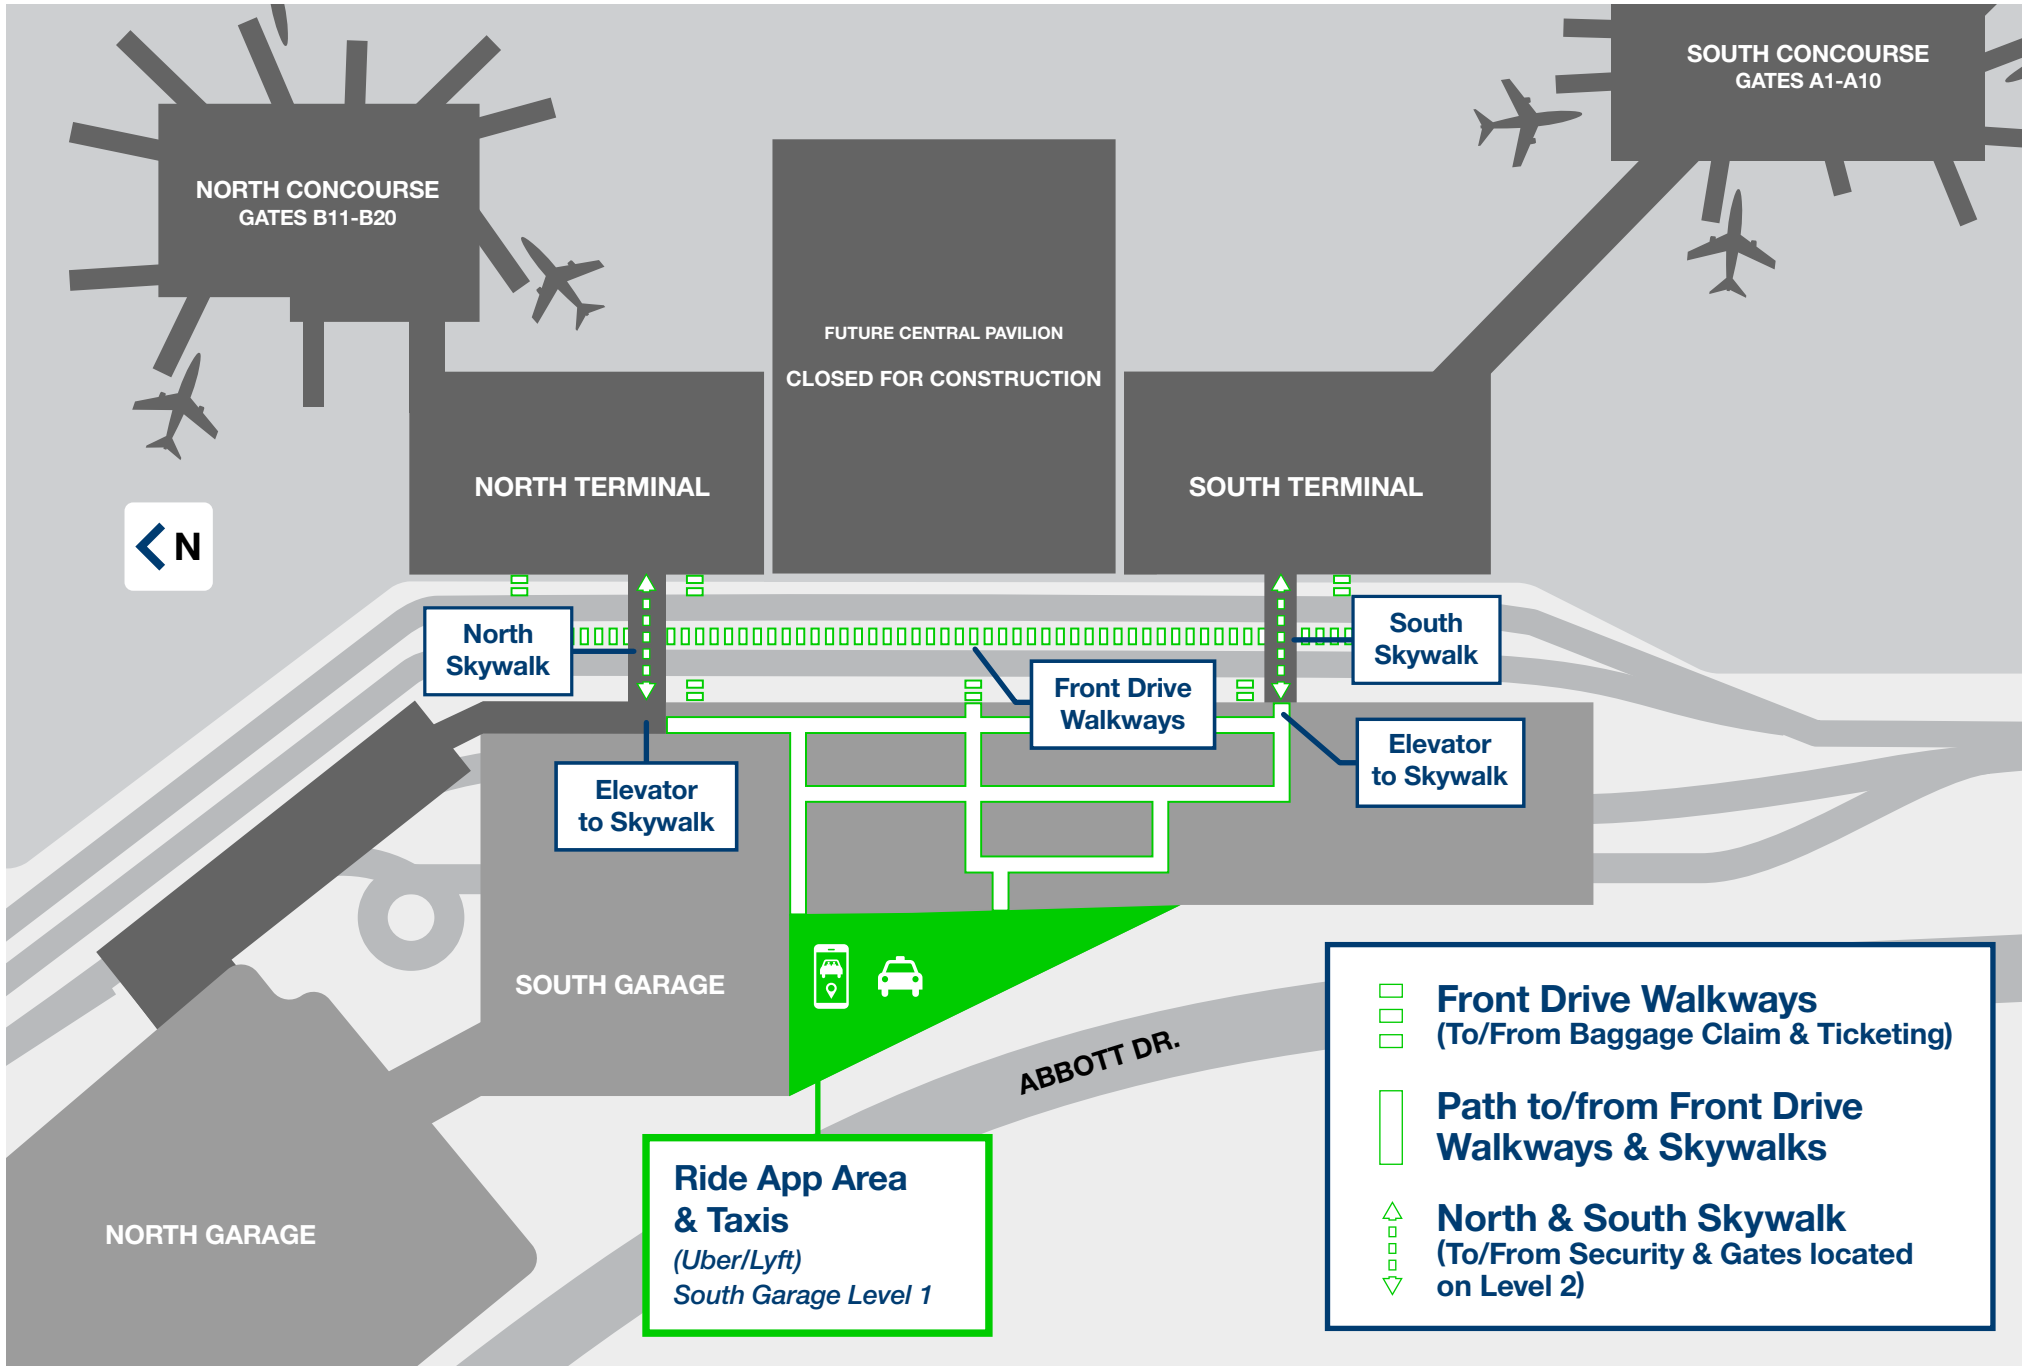 SOUTH CONCOURSE
GATES A1-A10
NORTH CONCOURSE
GATES B11-B20
FUTURE CENTRAL PAVILION
CLOSED FOR CONSTRUCTION
NORTH TERMINAL
SOUTH TERMINAL
N
North
Skywalk
South
Skywalk
Front Drive
Walkways
Elevator
to Skywalk
Elevator
to Skywalk
SOUTH GARAGE
ABBOTT DR.
NORTH GARAGE
Ride App Area
& Taxis
(Uber/Lyft)
South Garage Level 1
Front Drive Walkways
(To/From Baggage Claim & Ticketing)
Path to/from Front Drive
Walkways & Skywalks
North & South Skywalk
(To/From Security & Gates located
on Level 2)